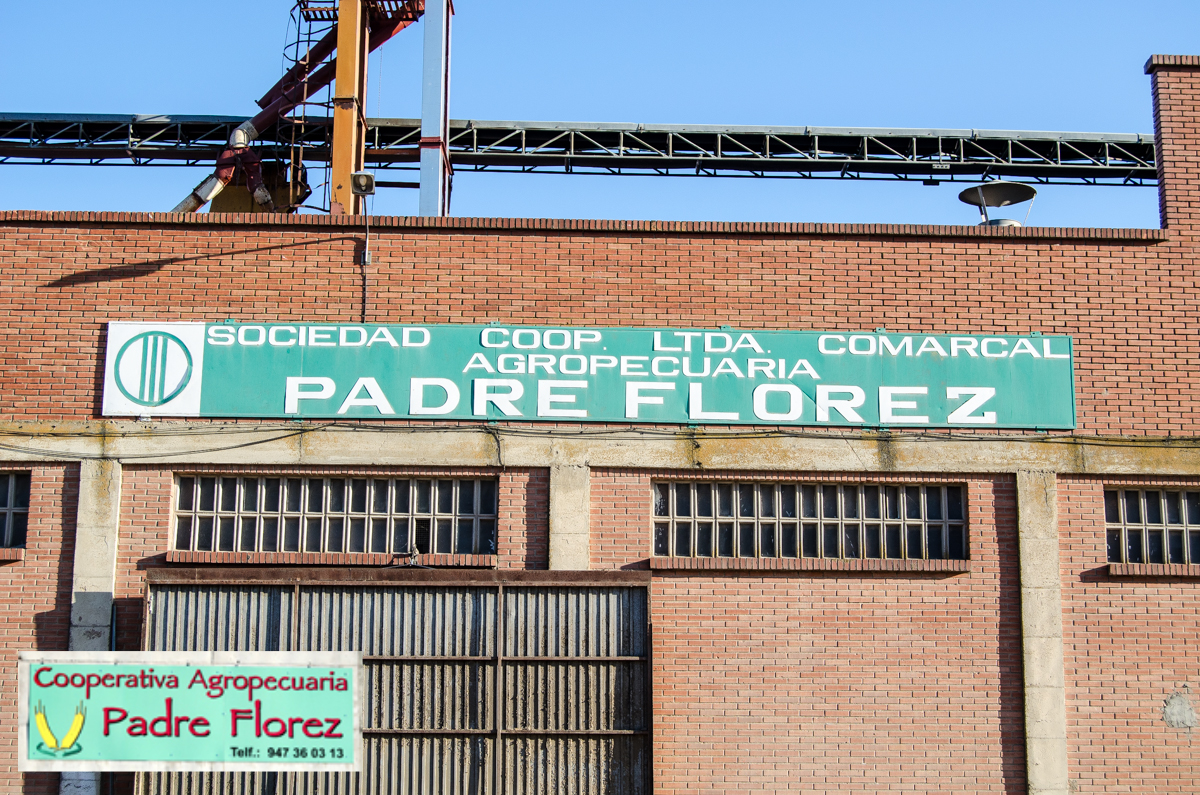 SOCIEDAD COOP. LTDA. COMARCAL
AGROPECUARIA
PADRE FLOREZ
Cooperativa Agropecuaria
Padre Florez
Telf.: 947 36 03 13